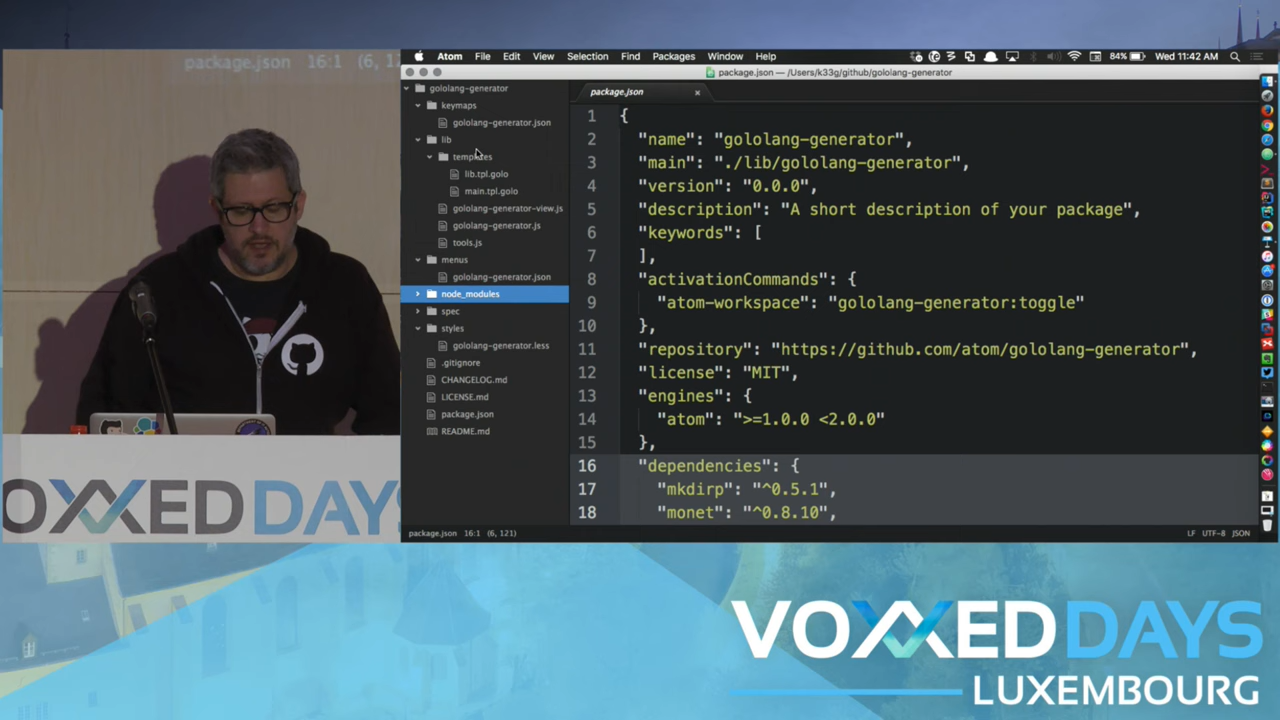 package.json 16:1 (6, 12
Atom File Edit View Selection Find Packages Window Help 84% Wed 11:42 AM
package.json — /Users/k33g/github/gololang-generator
gololang-generator
keymaps
gololang-generator.json
lib
templates
lib.tpl.golo
main.tpl.golo
gololang-generator-view.js
gololang-generator.js
tools.js
menus
gololang-generator.json
node_modules
spec
styles
gololang-generator.less
.gitignore
CHANGELOG.md
LICENSE.md
package.json
README.md
package.json
1 {
2 "name": "gololang-generator",
3 "main": "./lib/gololang-generator",
4 "version": "0.0.0",
5 "description": "A short description of your package",
6 "keywords": [
7 ],
8 "activationCommands": {
9 "atom-workspace": "gololang-generator:toggle"
10 },
11 "repository": "https://github.com/atom/gololang-generator",
12 "license": "MIT",
13 "engines": {
14 "atom": ">=1.0.0 <2.0.0"
15 },
16 "dependencies": {
17 "mkdirp": "^0.5.1",
18 "monet": "^0.8.10",
package.json 16:1 (6, 121) LF UTF-8 JSON
VOXXED DAYS
VOXXED DAYS
LUXEMBOURG